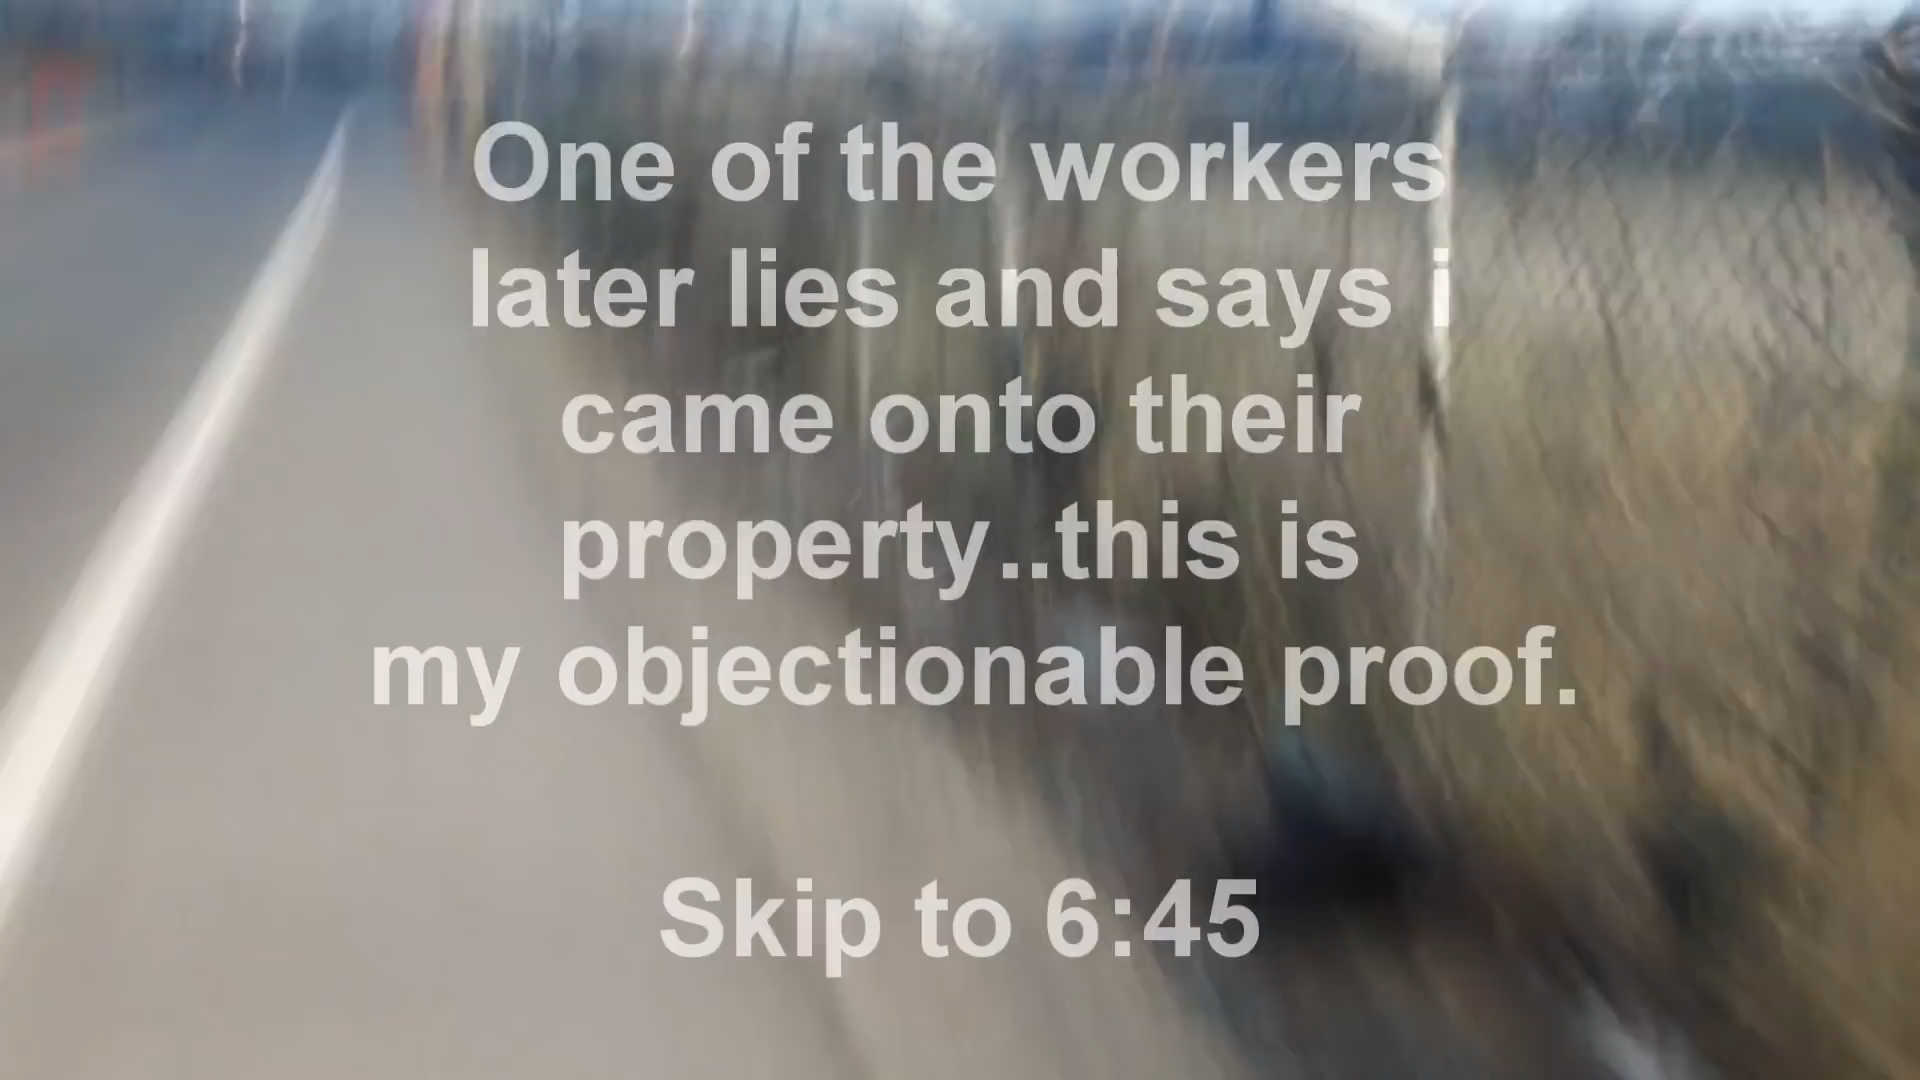 One of the workers
later lies and says i
came onto their
property..this is
my objectionable proof.
Skip to 6:45